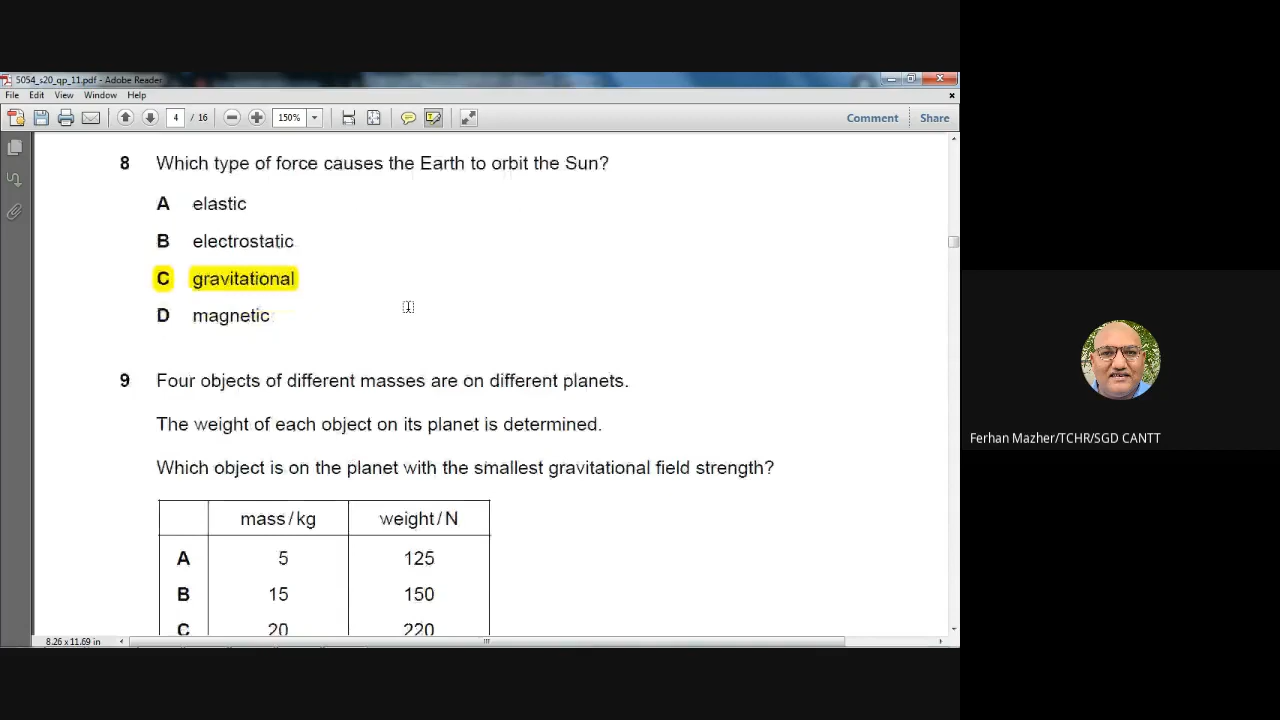 5054_s20_qp_11.pdf - Adobe Reader
File Edit View Window Help
4 / 16 150% Comment Share
8 Which type of force causes the Earth to orbit the Sun?
A elastic
B electrostatic
C gravitational
D magnetic
9 Four objects of different masses are on different planets.
The weight of each object on its planet is determined.
Which object is on the planet with the smallest gravitational field strength?
mass/kg weight/N
A 5 125
B 15 150
C 20 220
8.26 x 11.69 in
Ferhan Mazher/TCHR/SGD CANTT